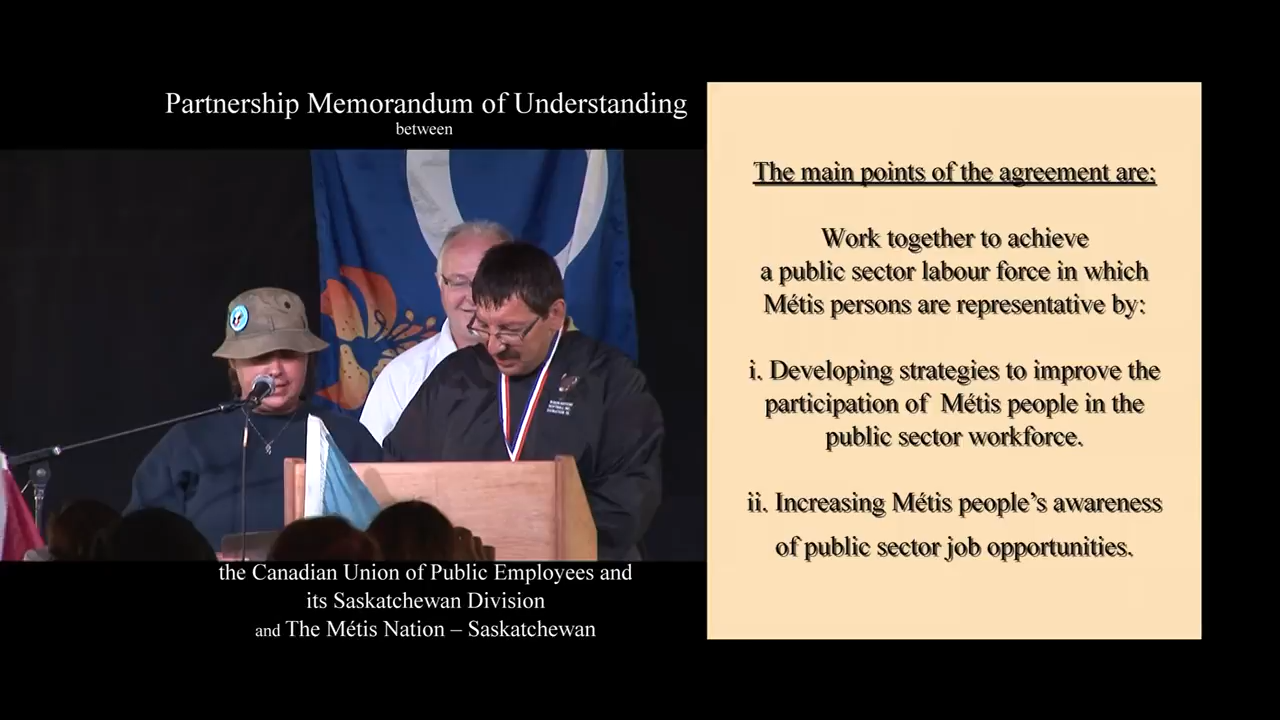 Partnership Memorandum of Understanding
between
the Canadian Union of Public Employees and
its Saskatchewan Division
and The Métis Nation – Saskatchewan
The main points of the agreement are:
Work together to achieve
a public sector labour force in which
Métis persons are representative by:
i. Developing strategies to improve the
participation of Métis people in the
public sector workforce.
ii. Increasing Métis people's awareness
of public sector job opportunities.